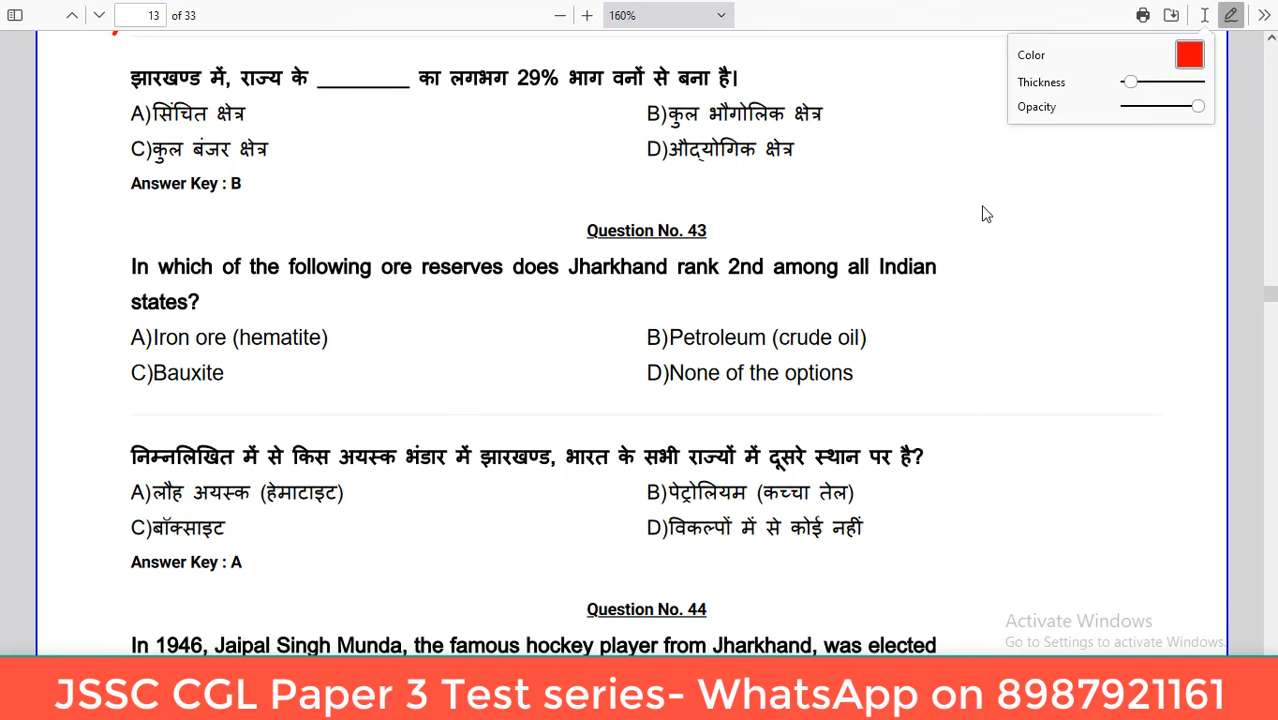 13 of 33
160%
Color
Thickness
Opacity
झारखण्ड में, राज्य के ________ का लगभग 29% भाग वनों से बना है।
A)सिंचित क्षेत्र B)कुल भौगोलिक क्षेत्र
C)कुल बंजर क्षेत्र D)औद्योगिक क्षेत्र
Answer Key : B
Question No. 43
In which of the following ore reserves does Jharkhand rank 2nd among all Indian
states?
A)Iron ore (hematite) B)Petroleum (crude oil)
C)Bauxite D)None of the options
निम्नलिखित में से किस अयस्क भंडार में झारखण्ड, भारत के सभी राज्यों में दूसरे स्थान पर है?
A)लौह अयस्क (हेमाटाइट) B)पेट्रोलियम (कच्चा तेल)
C)बॉक्साइट D)विकल्पों में से कोई नहीं
Answer Key : A
Question No. 44
In 1946, Jaipal Singh Munda, the famous hockey player from Jharkhand, was elected
Activate Windows
Go to Settings to activate Windows.
JSSC CGL Paper 3 Test series- WhatsApp on 8987921161